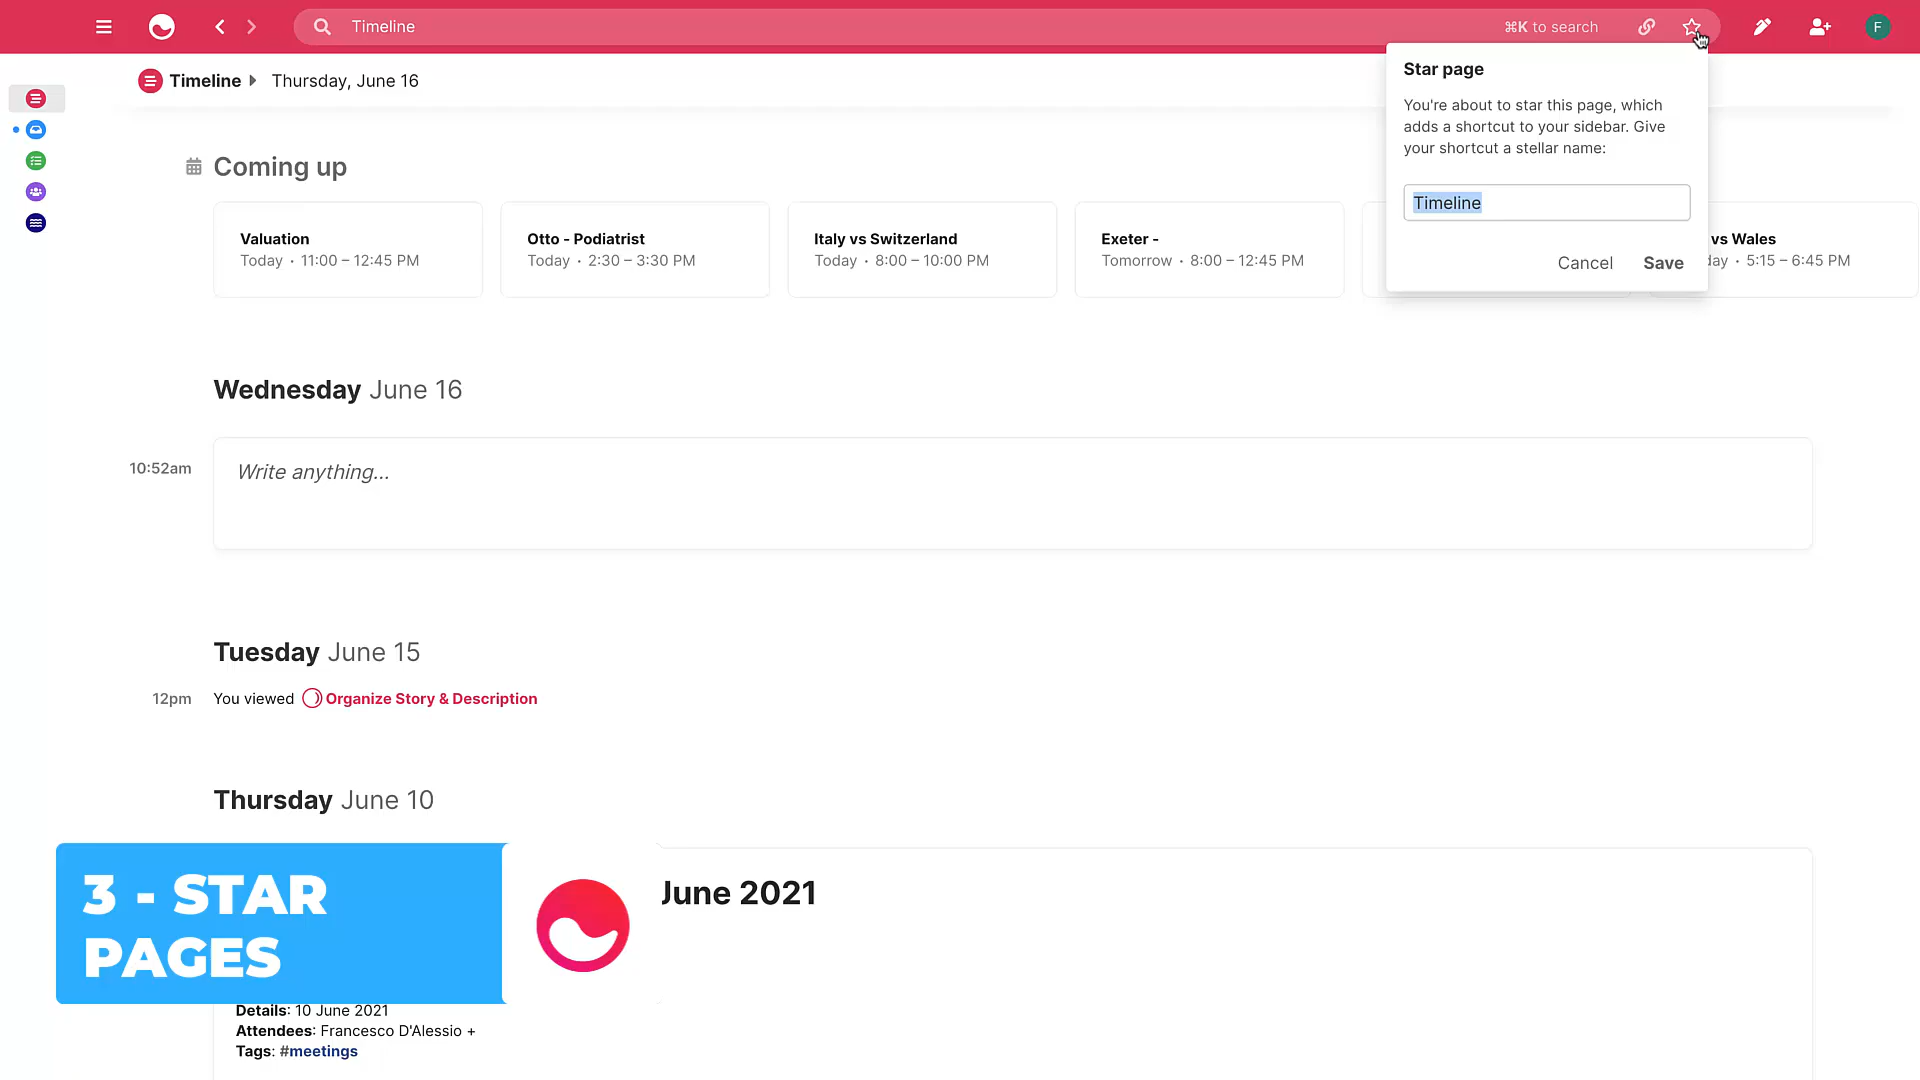 Timeline
⌘K to search
F
Timeline
Thursday, June 16
Star page
You're about to star this page, which
adds a shortcut to your sidebar. Give
your shortcut a stellar name:
Timeline
Cancel
Save
Coming up
Valuation
Today • 11:00 – 12:45 PM
Otto - Podiatrist
Today • 2:30 – 3:30 PM
Italy vs Switzerland
Today • 8:00 – 10:00 PM
Exeter -
Tomorrow • 8:00 – 12:45 PM
vs Wales
day • 5:15 – 6:45 PM
Wednesday June 16
10:52am
Write anything...
Tuesday June 15
12pm
You viewed Organize Story & Description
Thursday June 10
3 - STAR
PAGES
June 2021
Details: 10 June 2021
Attendees: Francesco D'Alessio +
Tags: #meetings